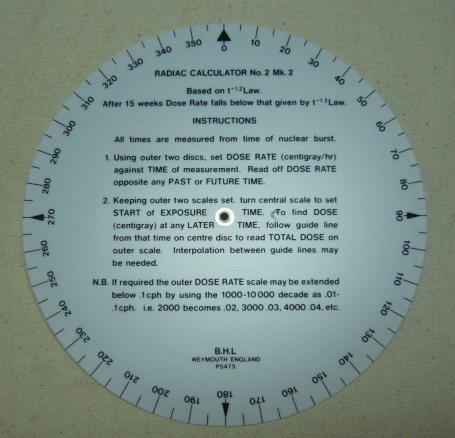 RADIAC CALCULATOR No. 2 Mk. 2
Based on t⁻¹·² Law.
After 15 weeks Dose Rate falls below that given by t⁻¹·² Law.
INSTRUCTIONS
All times are measured from time of nuclear burst.
1. Using outer two discs, set DOSE RATE (centigray/hr)
against TIME of measurement. Read off DOSE RATE
opposite any PAST or FUTURE TIME.
2. Keeping outer two scales set, turn central scale to set
START of EXPOSURE TIME. To find DOSE
(centigray) at any LATER TIME, follow guide line
from that time on centre disc to read TOTAL DOSE on
outer scale. Interpolation between guide lines may
be needed.
N.B. If required the outer DOSE RATE scale may be extended
below .1cph by using the 1000-10000 decade as .01-
.1cph. i.e. 2000 becomes .02, 3000 .03, 4000 .04, etc.
B.H.L
WEYMOUTH ENGLAND
P5475
0
10
20
30
40
50
60
70
80
90
100
110
120
130
140
150
160
170
180
190
200
210
220
230
240
250
260
270
280
290
300
310
320
330
340
350